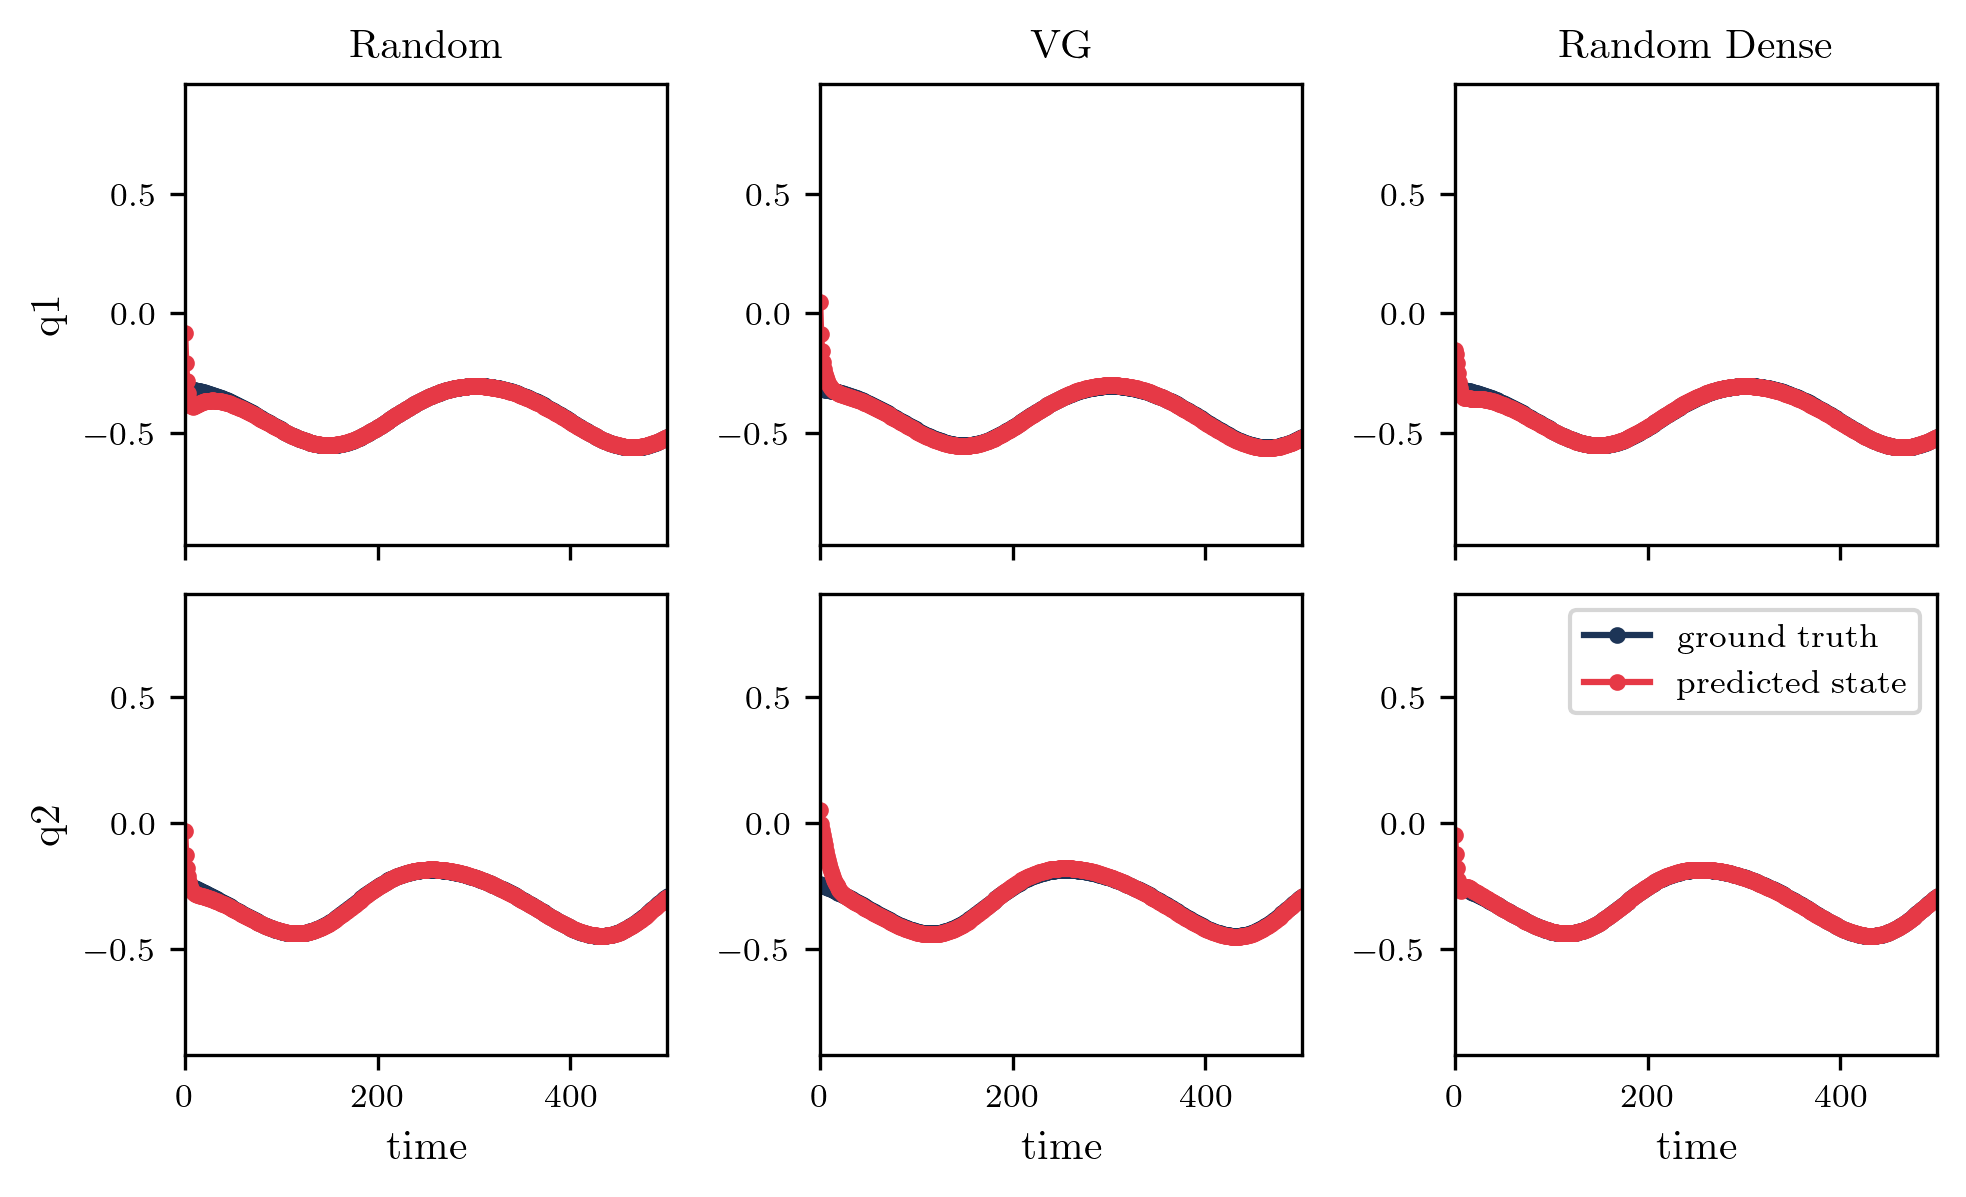 Random VG Random Dense
0.5 0.5 0.5
q1 0.0 0.0 0.0
−0.5 −0.5 −0.5
ground truth
predicted state
0.5 0.5 0.5
q2 0.0 0.0 0.0
−0.5 −0.5 −0.5
0 200 400 0 200 400 0 200 400
time time time